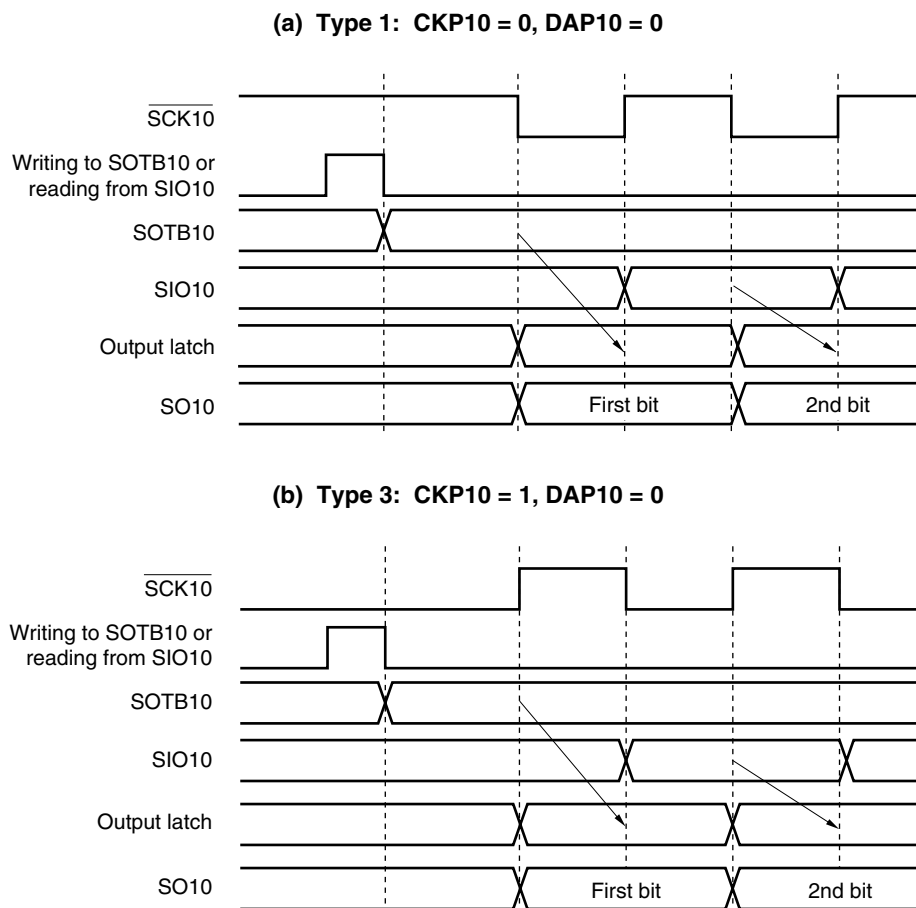 (a) Type 1: CKP10 = 0, DAP10 = 0
SCK10
Writing to SOTB10 or
reading from SIO10
SOTB10
SIO10
Output latch
SO10
First bit
2nd bit
(b) Type 3: CKP10 = 1, DAP10 = 0
SCK10
Writing to SOTB10 or
reading from SIO10
SOTB10
SIO10
Output latch
SO10
First bit
2nd bit